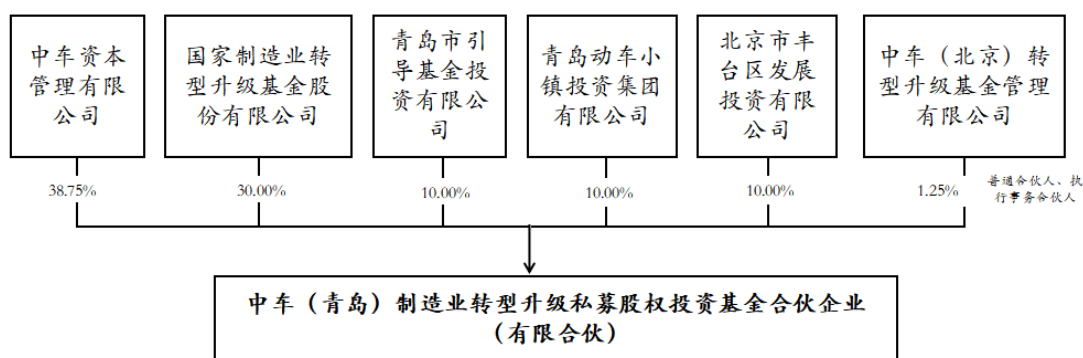 中车资本
管理有限
公司
国家制造业转
型升级基金股
份有限公司
青岛市引
导基金投
资有限公
司
青岛动车小
镇投资集团
有限公司
北京市丰
台区发展
投资有限
公司
中车（北京）转
型升级基金管理
有限公司
38.75%
30.00%
10.00%
10.00%
10.00%
1.25%
普通合伙人、执
行事务合伙人
中车（青岛）制造业转型升级私募股权投资基金合伙企业
（有限合伙）